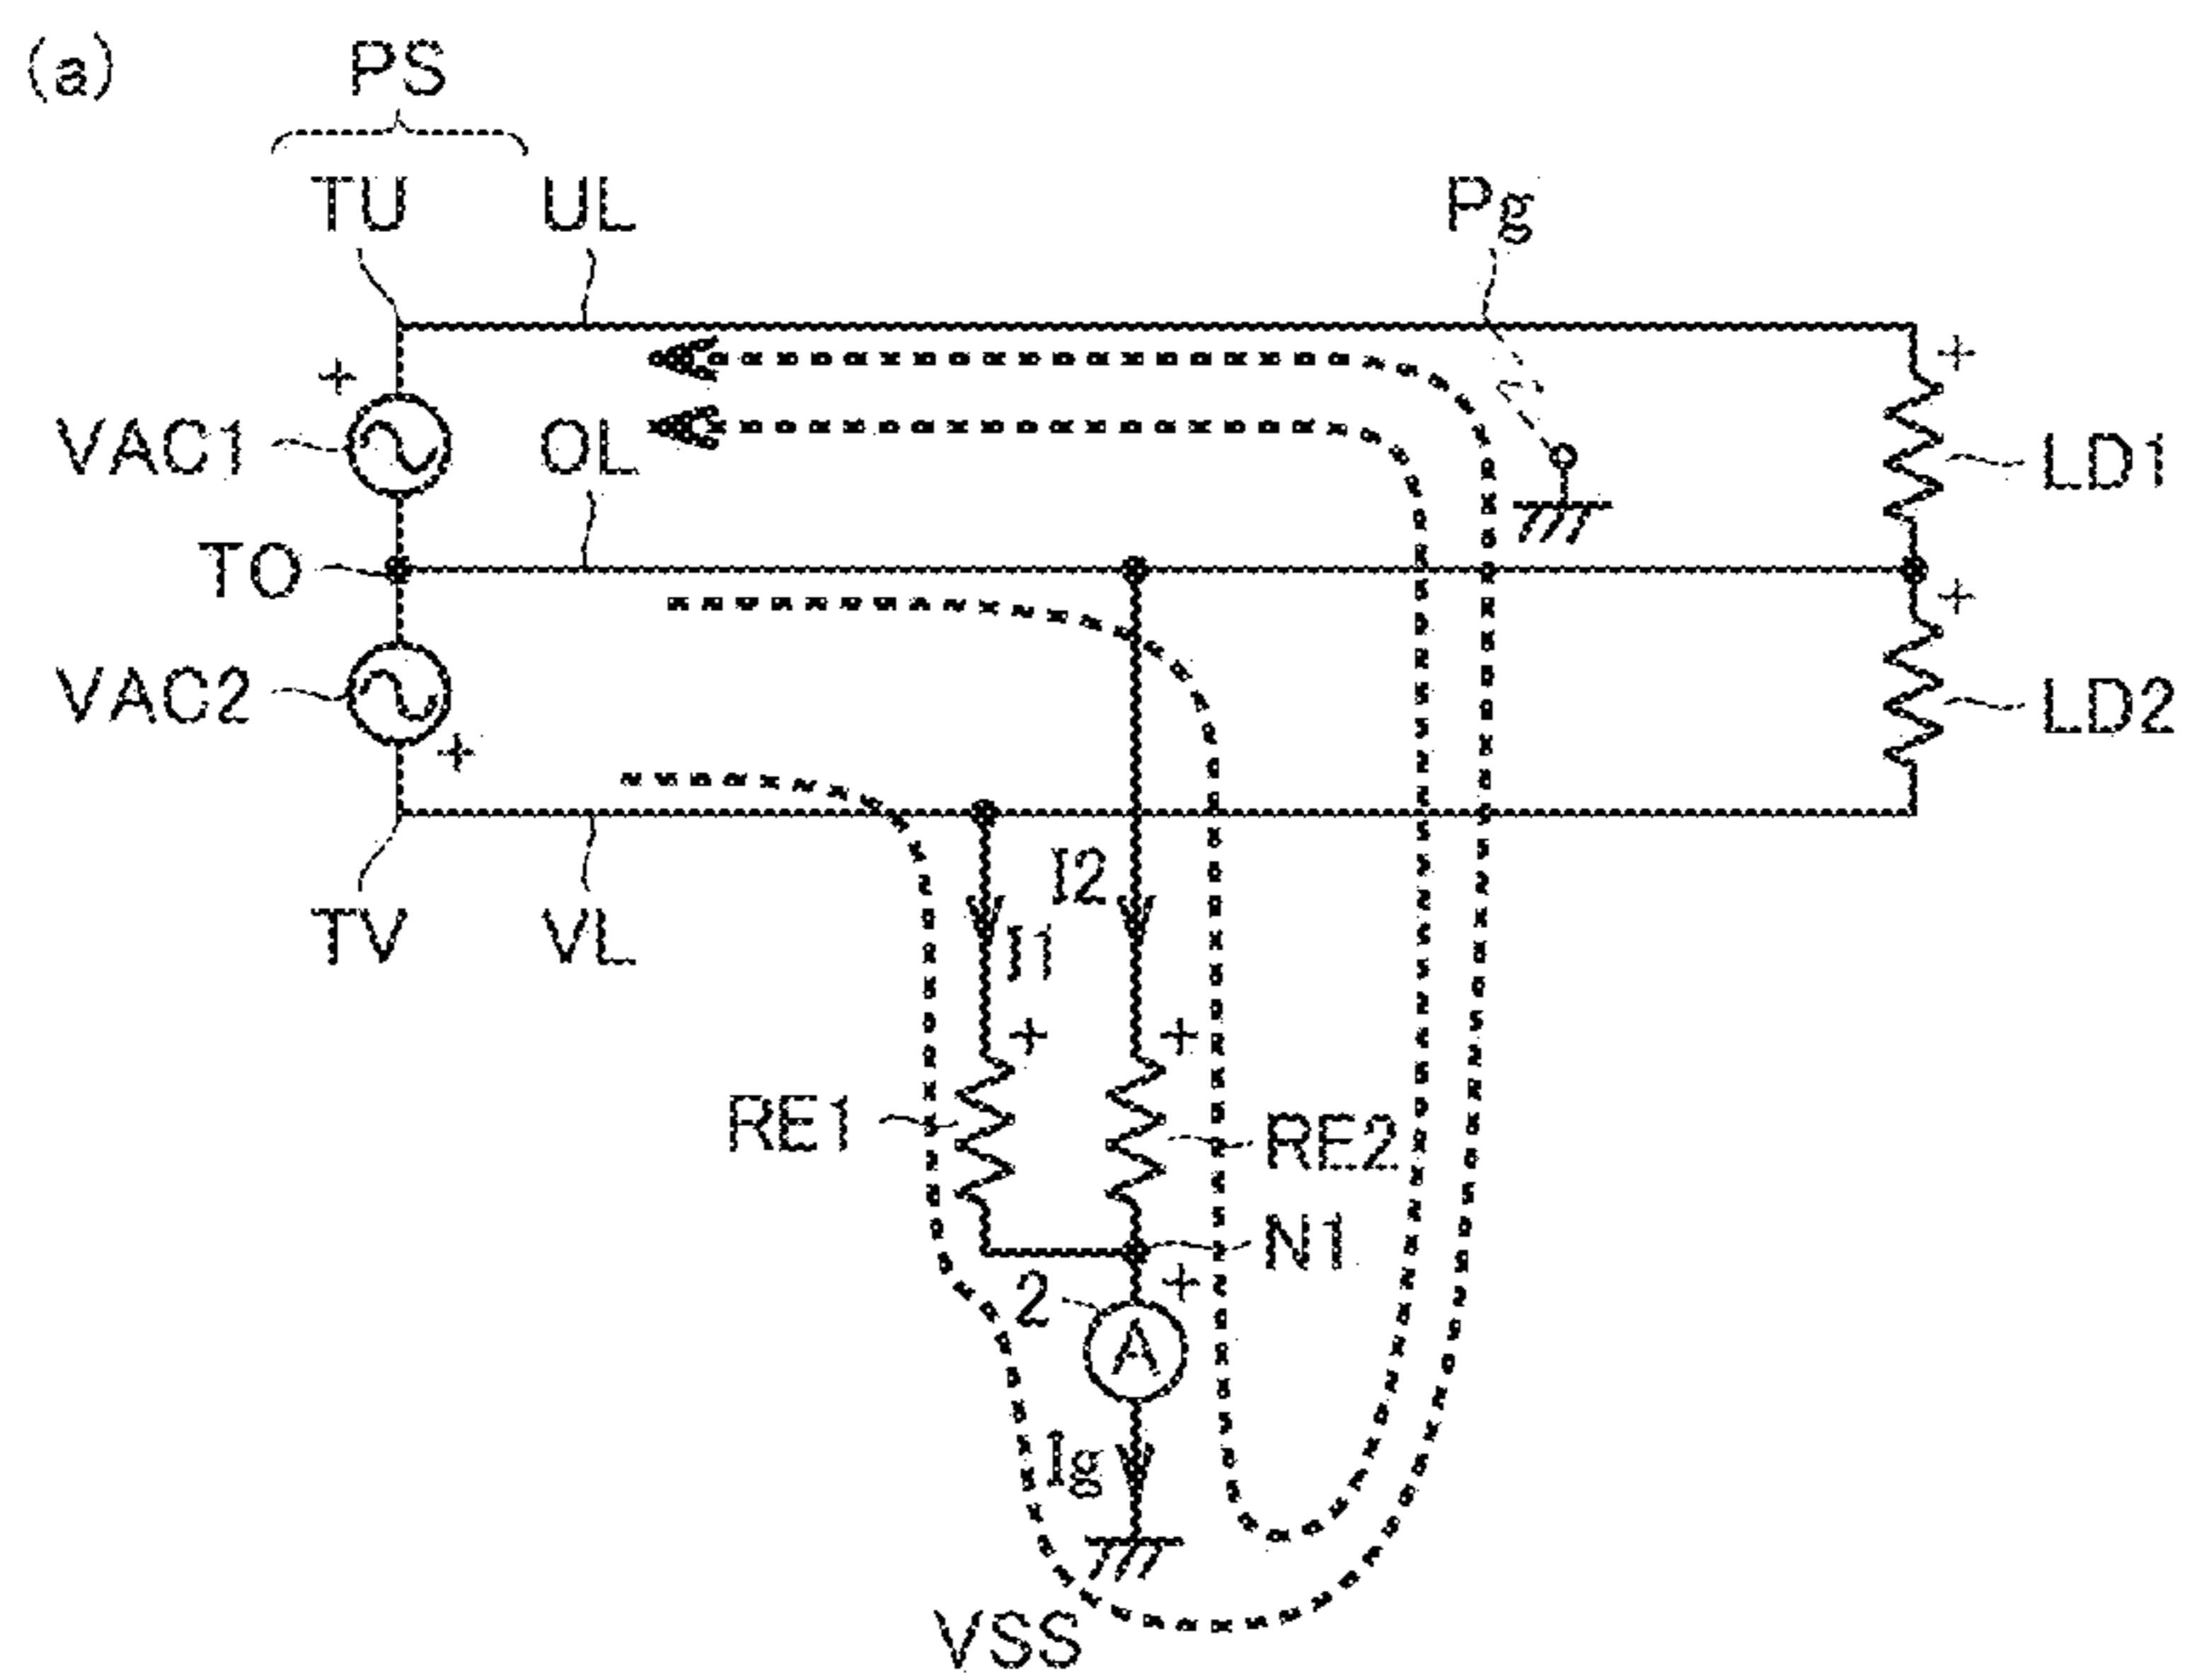 (a)
PS
TU UL Pg
+ +
VAC1 OL LD1
TO +
VAC2 LD2
+
TV VL I2
I1
+ +
RE1 RE2
N1
2 +
A
Ig
VSS